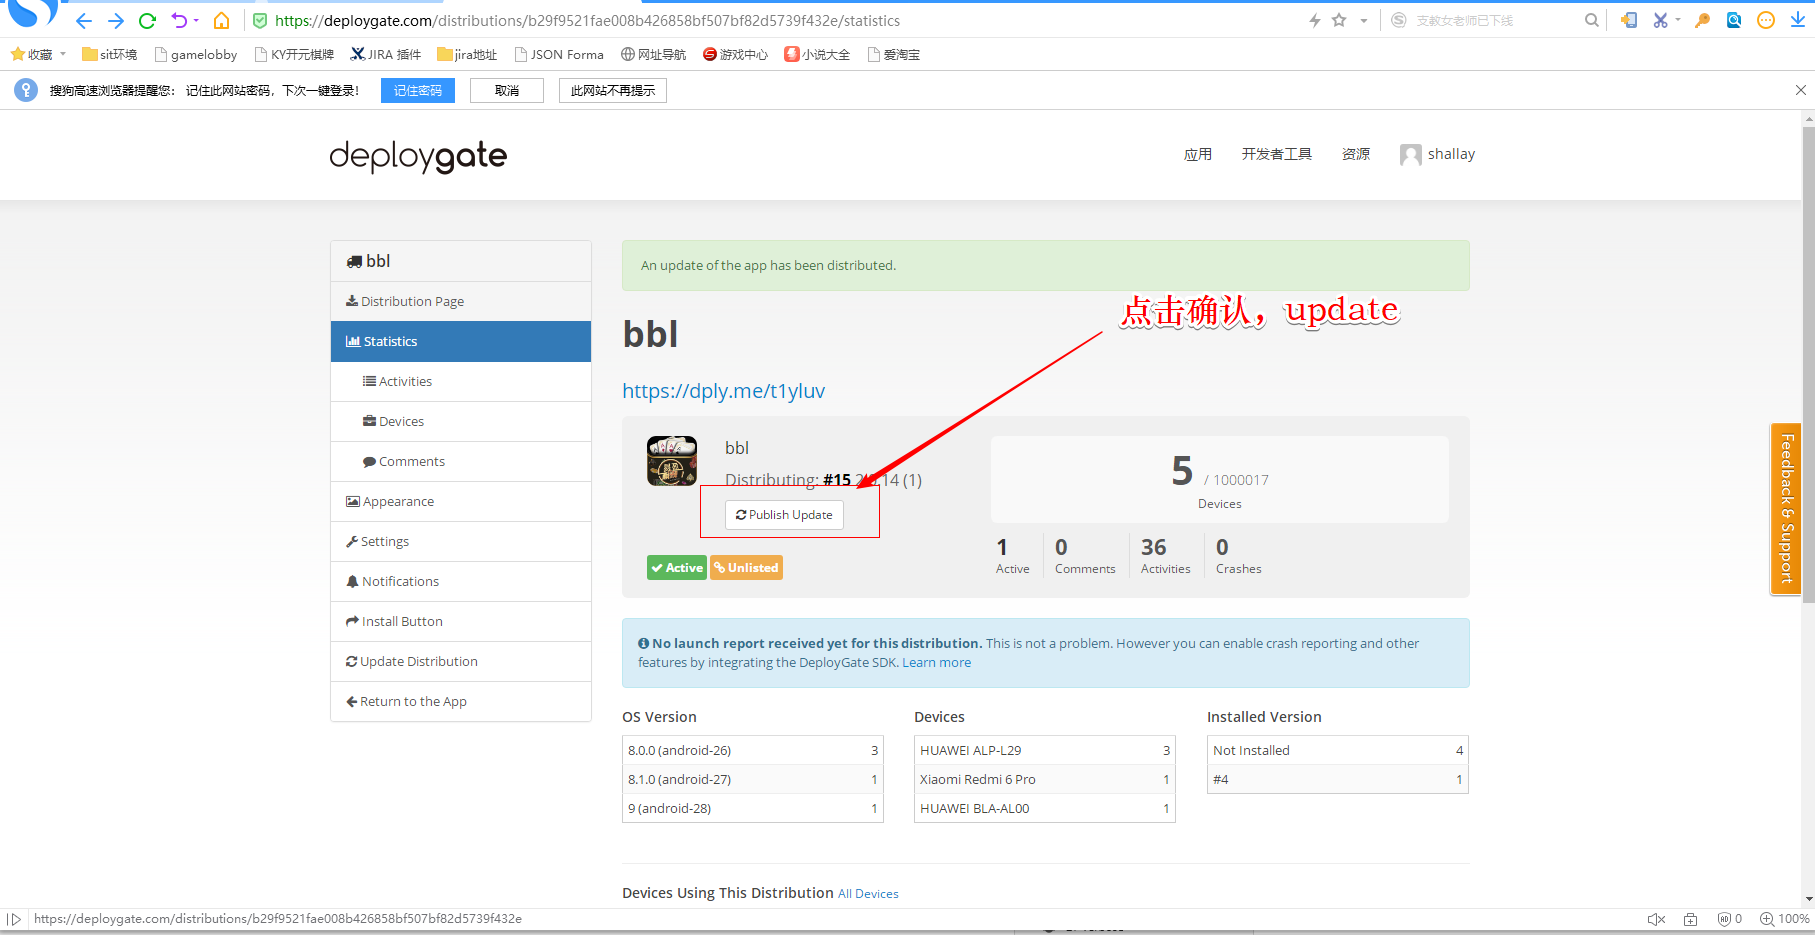 https://deploygate.com/distributions/b29f9521fae008b426858bf507bf82d5739f432e/statistics
支教女老师已下线
收藏 sit环境 gamelobby KY开元棋牌 JIRA 插件 jira地址 JSON Forma 网址导航 游戏中心 小说大全 爱淘宝
搜狗高速浏览器提醒您： 记住此网站密码，下次一键登录！ 记住密码 取消 此网站不再提示
deploygate
应用 开发者工具 资源 shallay
bbl
Distribution Page
Statistics
Activities
Devices
Comments
Appearance
Settings
Notifications
Install Button
Update Distribution
Return to the App
An update of the app has been distributed.
点击确认，update
bbl
https://dply.me/t1yluv
bbl
Distributing: #15 14 (1)
Publish Update
Active Unlisted
5 / 1000017
Devices
1 0 36 0
Active Comments Activities Crashes
Feedback & Support
No launch report received yet for this distribution. This is not a problem. However you can enable crash reporting and other
features by integrating the DeployGate SDK. Learn more
OS Version Devices Installed Version
8.0.0 (android-26) 3 HUAWEI ALP-L29 3 Not Installed 4
8.1.0 (android-27) 1 Xiaomi Redmi 6 Pro 1 #4 1
9 (android-28) 1 HUAWEI BLA-AL00 1
Devices Using This Distribution All Devices
https://deploygate.com/distributions/b29f9521fae008b426858bf507bf82d5739f432e
0 100%